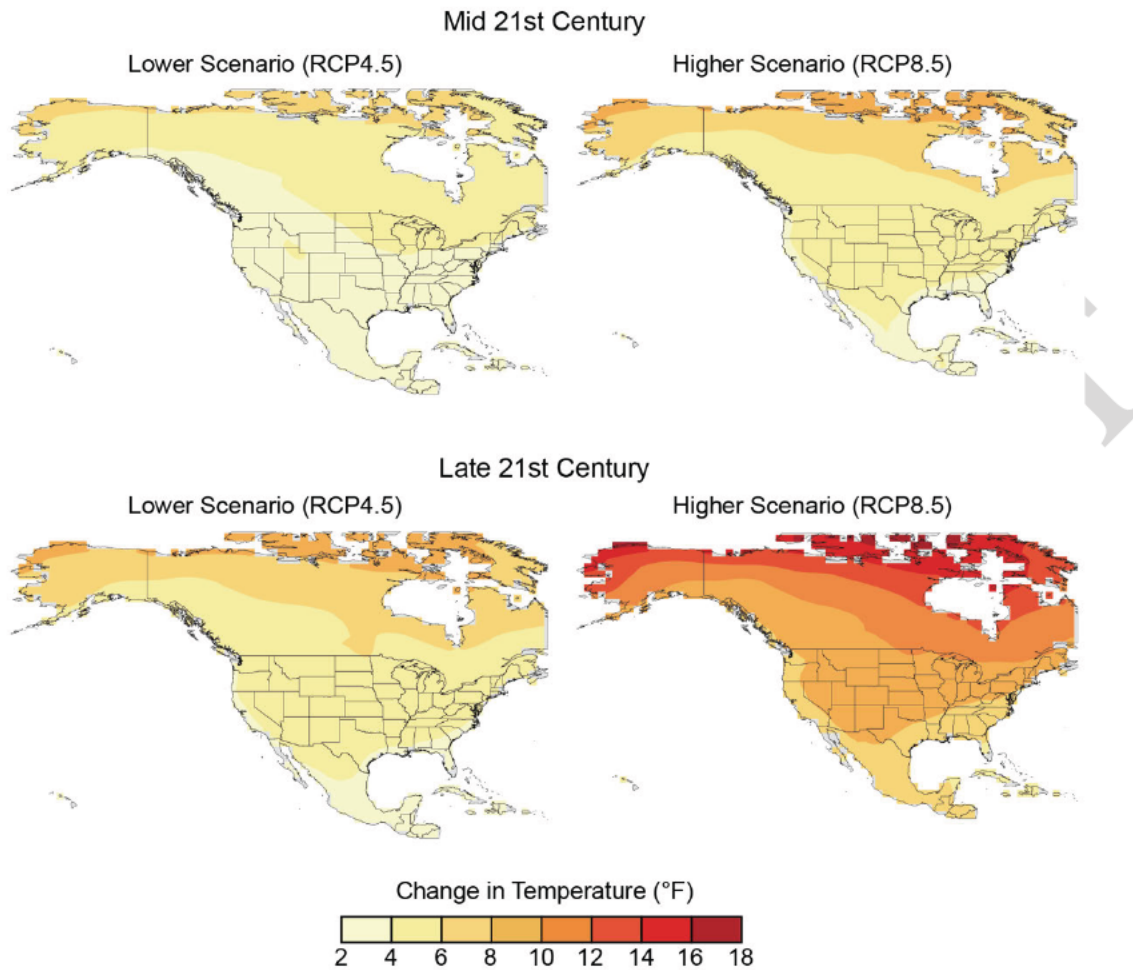 Mid 21st Century
Lower Scenario (RCP4.5)
Higher Scenario (RCP8.5)
Late 21st Century
Lower Scenario (RCP4.5)
Higher Scenario (RCP8.5)
Change in Temperature (°F)
2 4 6 8 10 12 14 16 18